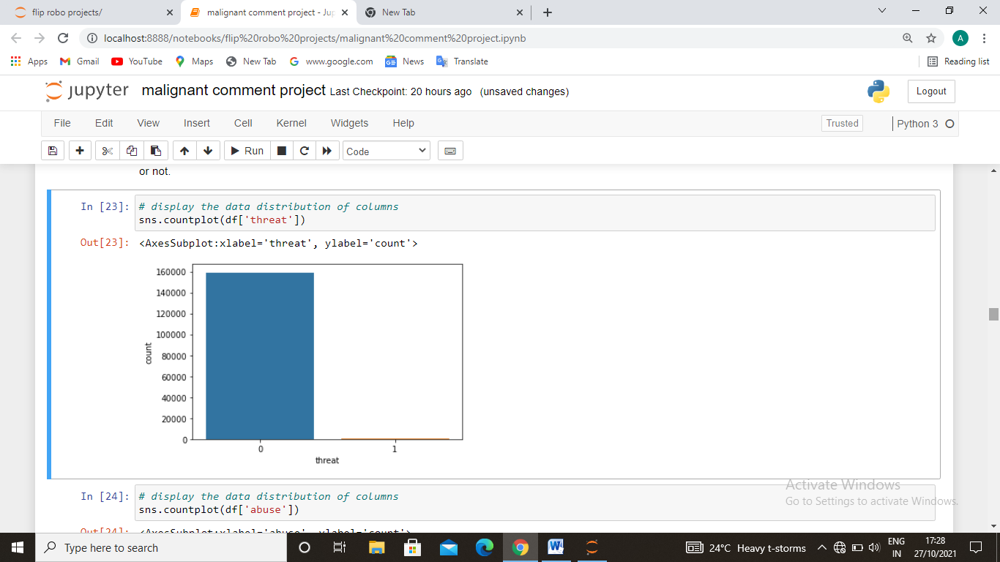 flip robo projects/
malignant comment project - Jup
New Tab
localhost:8888/notebooks/flip%20robo%20projects/malignant%20comment%20project.ipynb
A
Apps Gmail YouTube Maps New Tab www.google.com News Translate Reading list
jupyter malignant comment project Last Checkpoint: 20 hours ago (unsaved changes) Logout
File Edit View Insert Cell Kernel Widgets Help Trusted Python 3
Run Code
or not.
In [23]: # display the data distribution of columns
sns.countplot(df['threat'])
Out[23]: <AxesSubplot:xlabel='threat', ylabel='count'>
160000
140000
120000
100000
80000
60000
40000
20000
0
count
0 1
threat
Activate Windows
Go to Settings to activate Windows.
In [24]: # display the data distribution of columns
sns.countplot(df['abuse'])
Out[24]: <AxesSubplot:xlabel='abuse', ylabel='count'>
Type here to search
24°C Heavy t-storms
ENG
IN
17:28
27/10/2021